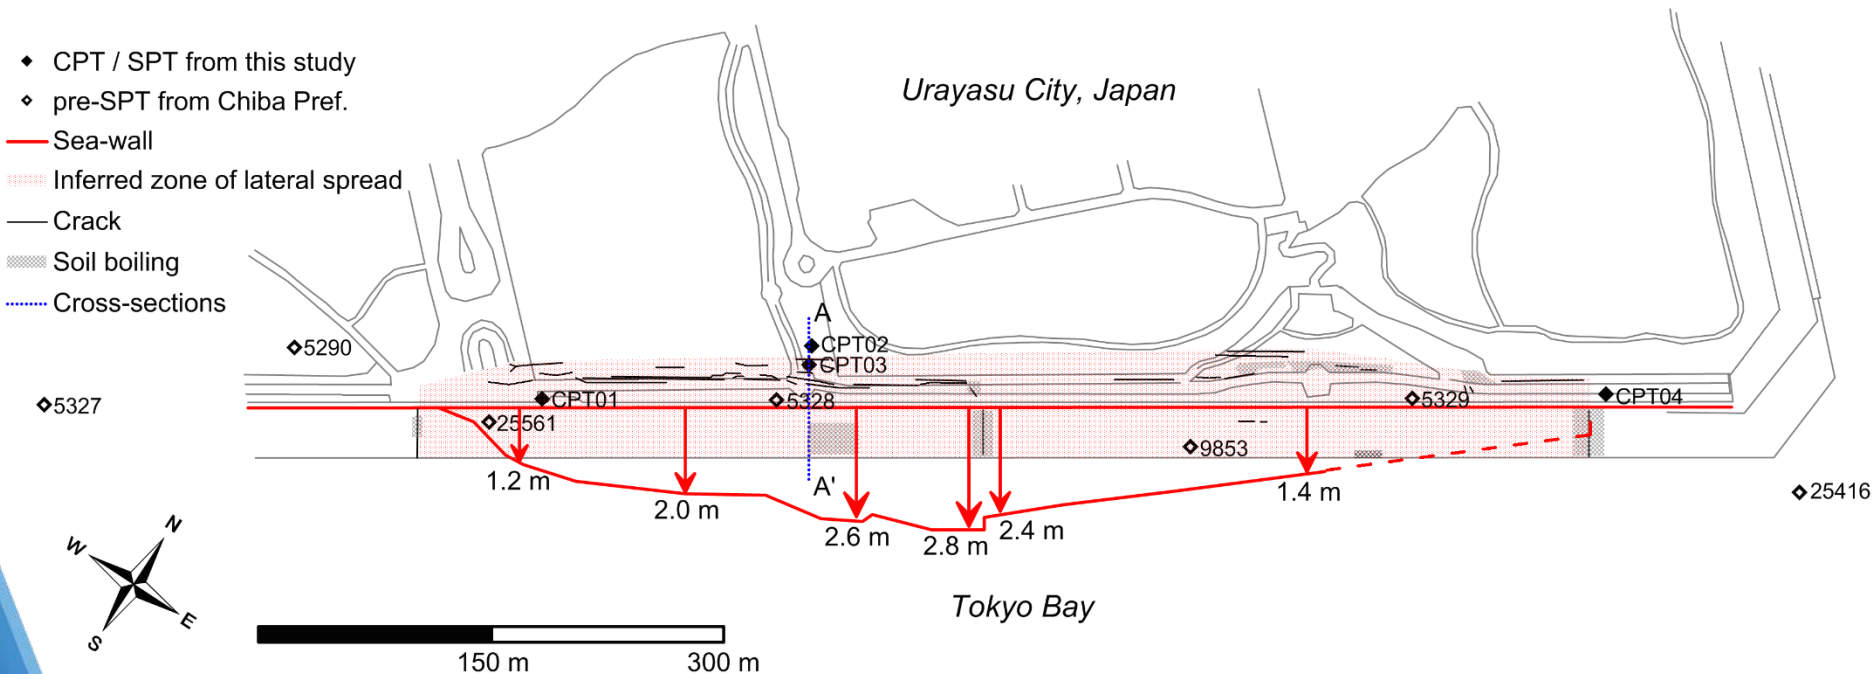 CPT / SPT from this study
pre-SPT from Chiba Pref.
Sea-wall
Inferred zone of lateral spread
Crack
Soil boiling
Cross-sections
Urayasu City, Japan
A
CPT02
CPT03
5290
5327
CPT01
5328
5329
CPT04
25561
9853
A'
25416
1.2 m
2.0 m
2.6 m
2.8 m
2.4 m
1.4 m
N
W
E
S
Tokyo Bay
150 m
300 m